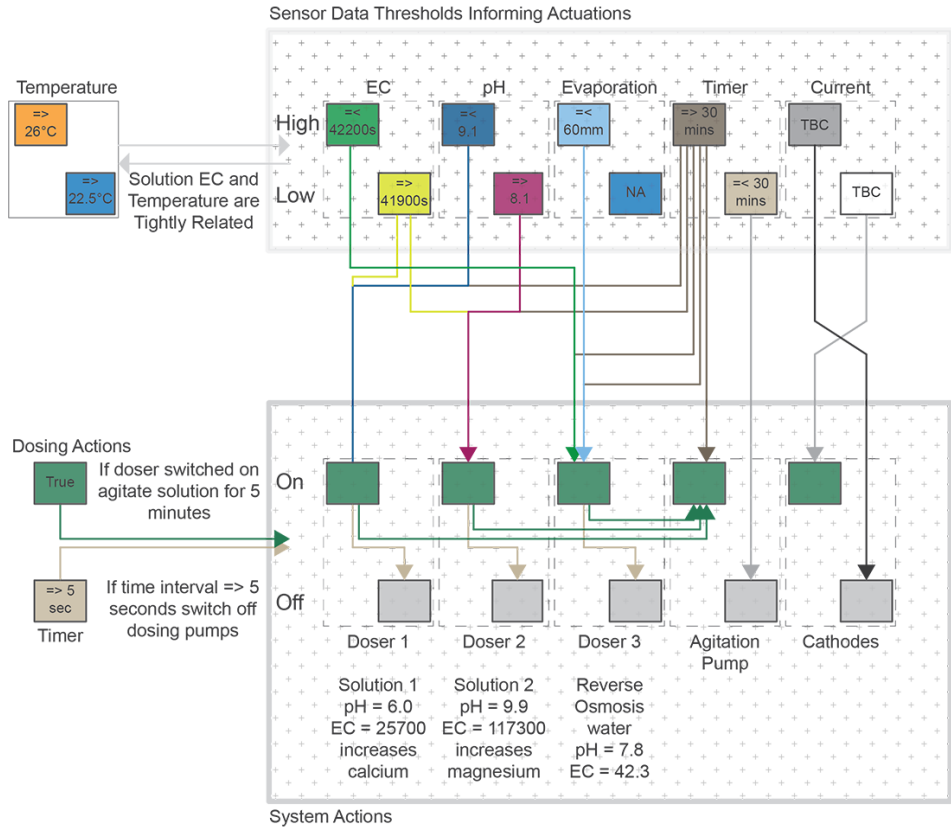 Sensor Data Thresholds Informing Actuations
Temperature
EC
pH
Evaporation
Timer
Current
High
=>
26°C
=<
42200s
=<
9.1
=<
60mm
=> 30
mins
TBC
Low
=>
22.5°C
=>
41900s
=>
8.1
NA
=< 30
mins
TBC
Solution EC and
Temperature are
Tightly Related
Dosing Actions
True
If doser switched on
agitate solution for 5
minutes
On
=> 5
sec
Timer
If time interval => 5
seconds switch off
dosing pumps
Off
Doser 1
Doser 2
Doser 3
Agitation
Pump
Cathodes
Solution 1
pH = 6.0
EC = 25700
increases
calcium
Solution 2
pH = 9.9
EC = 117300
increases
magnesium
Reverse
Osmosis
water
pH = 7.8
EC = 42.3
System Actions